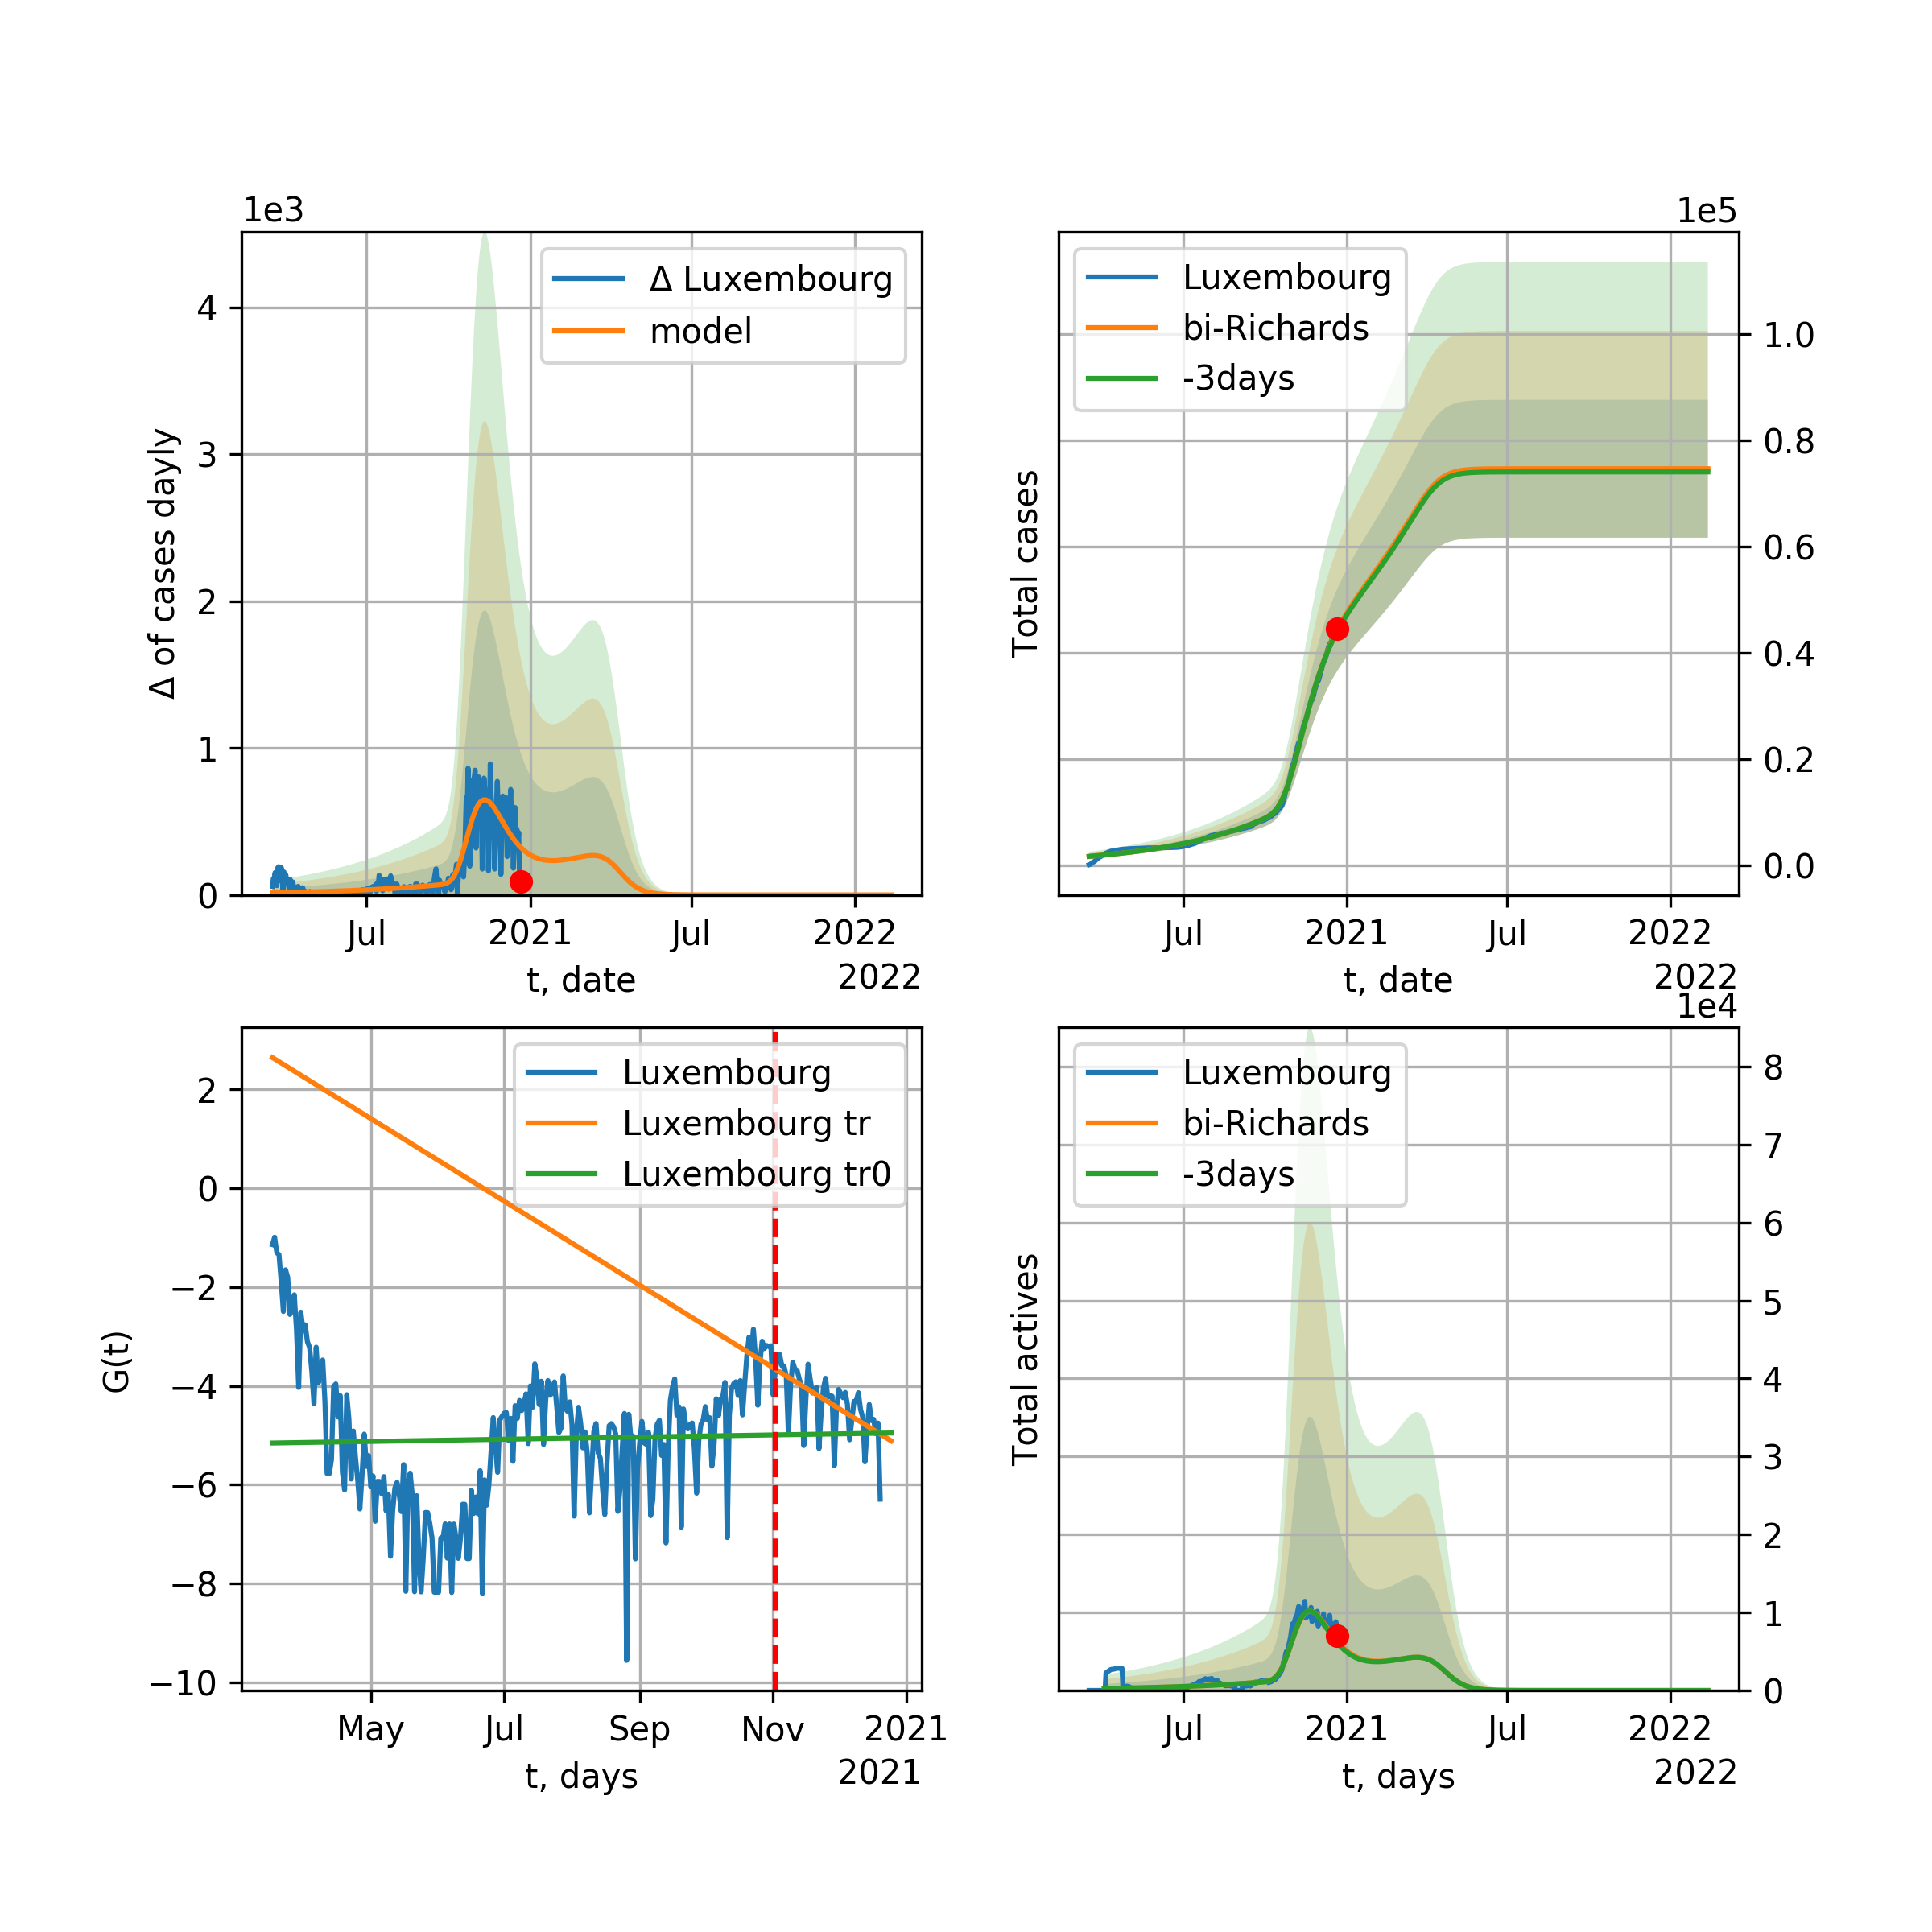 1e3
Δ Luxembourg
model
Δ of cases dayly
4
3
2
1
0
Jul
2021
Jul
2022
t, date
2022
1e5
Luxembourg
bi-Richards
-3days
Total cases
1.0
0.8
0.6
0.4
0.2
0.0
Jul
2021
Jul
2022
t, date
2022
Luxembourg
Luxembourg tr
Luxembourg tr0
G(t)
2
0
−2
−4
−6
−8
−10
May
Jul
Sep
Nov
2021
t, days
2021
1e4
Luxembourg
bi-Richards
-3days
Total actives
8
7
6
5
4
3
2
1
0
Jul
2021
Jul
2022
t, days
2022